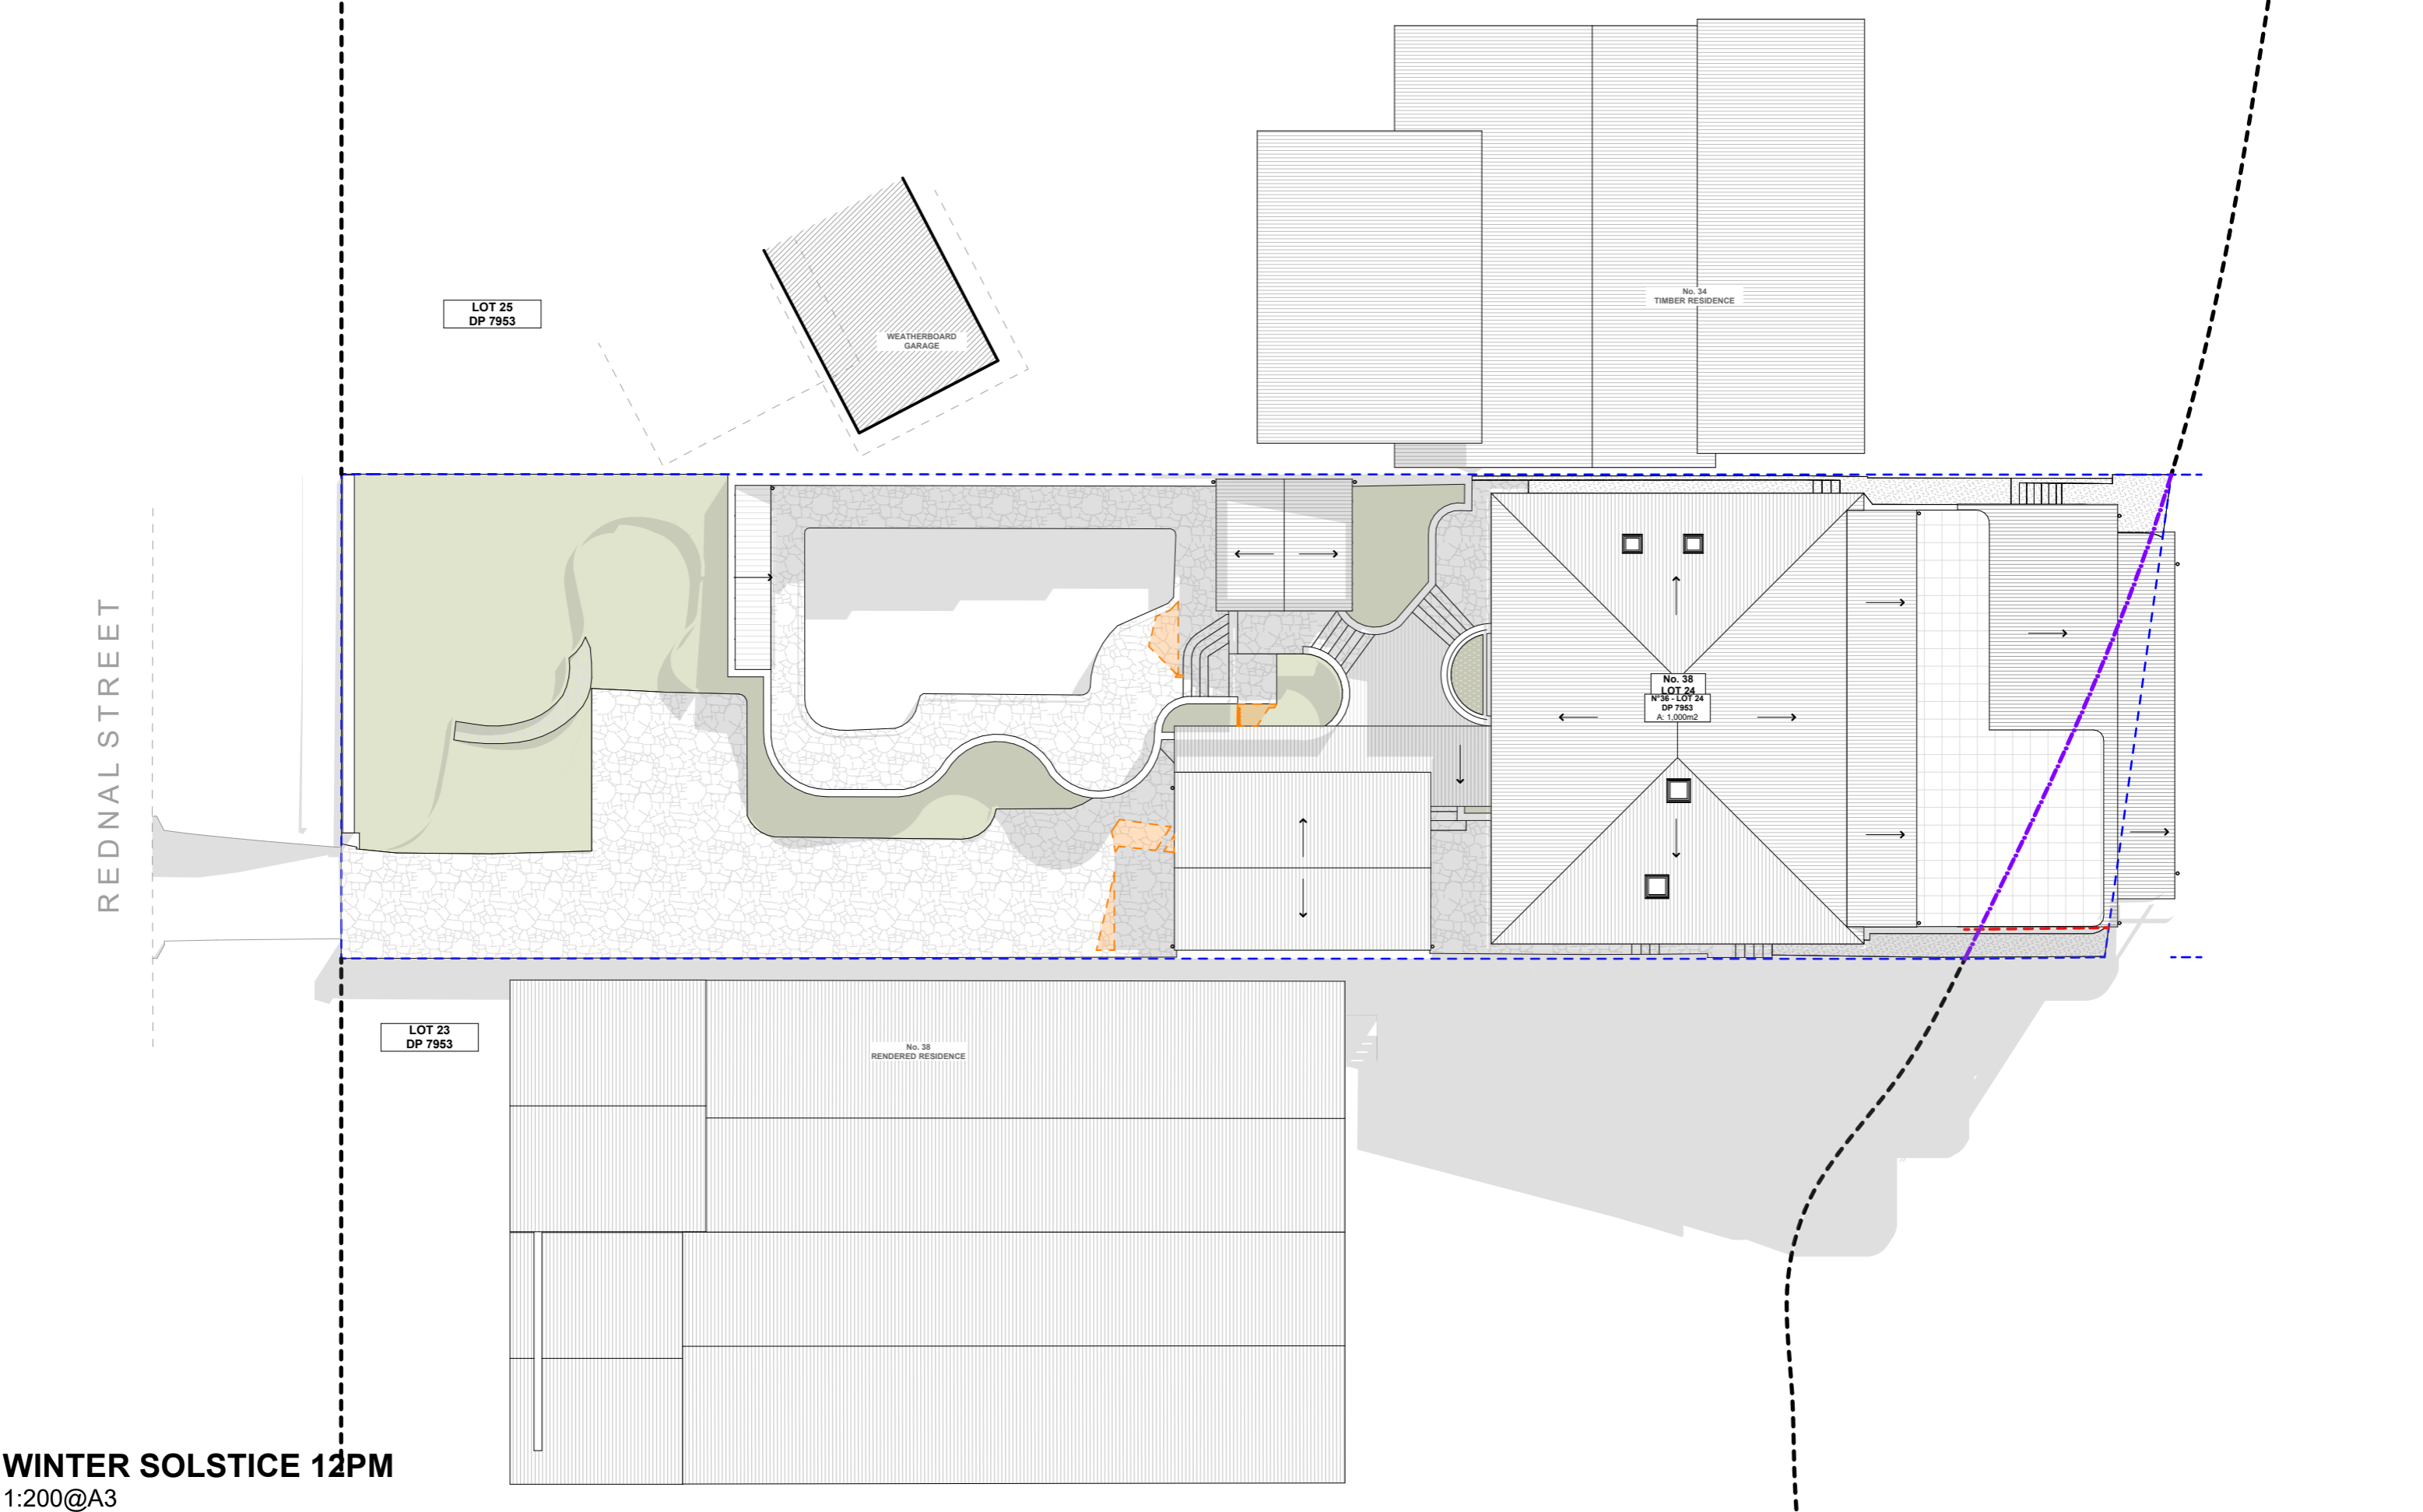 LOT 25
DP 7953
WEATHERBOARD
GARAGE
No. 34
TIMBER RESIDENCE
REDNAL STREET
No. 38
LOT 24
N°36 - LOT 24
DP 7953
A: 1,000m2
LOT 23
DP 7953
No. 38
RENDERED RESIDENCE
WINTER SOLSTICE 12PM
1:200@A3